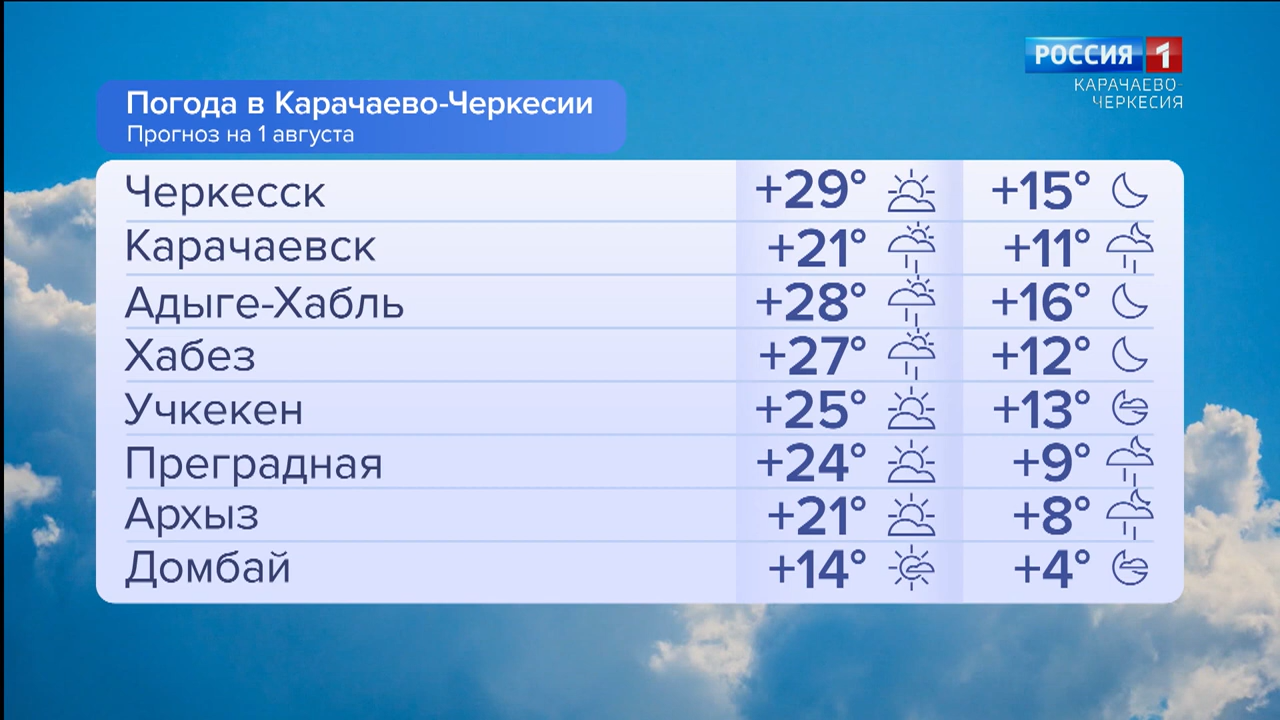 РОССИЯ 1
КАРАЧАЕВО-
ЧЕРКЕСИЯ
Погода в Карачаево-Черкесии
Прогноз на 1 августа
Черкесск +29° +15°
Карачаевск +21° +11°
Адыге-Хабль +28° +16°
Хабез +27° +12°
Учкекен +25° +13°
Преградная +24° +9°
Архыз +21° +8°
Домбай +14° +4°